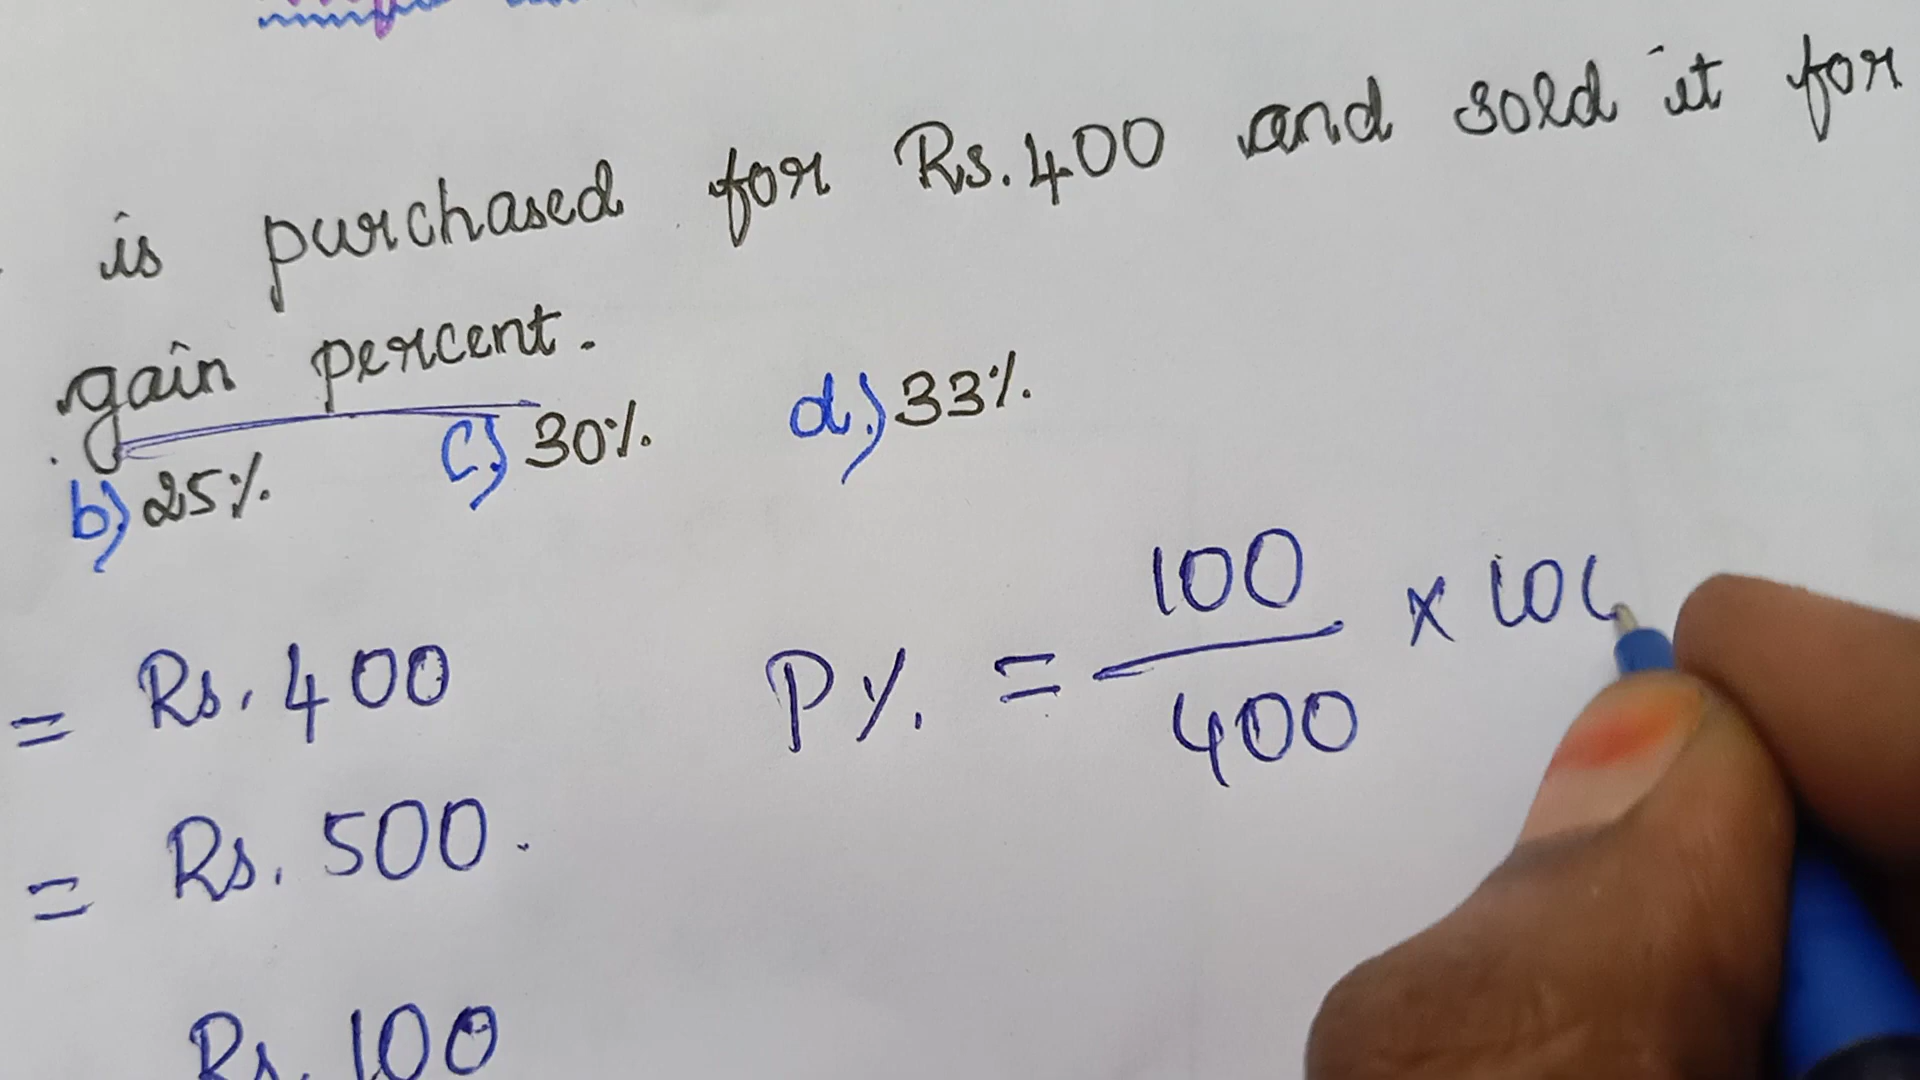 is purchased for Rs.400 and sold it for
gain percent.
b) 25% c) 30% d.) 33%.
= Rs. 400
P%. = 100/400 × 100
= Rs. 500.
Rs. 100